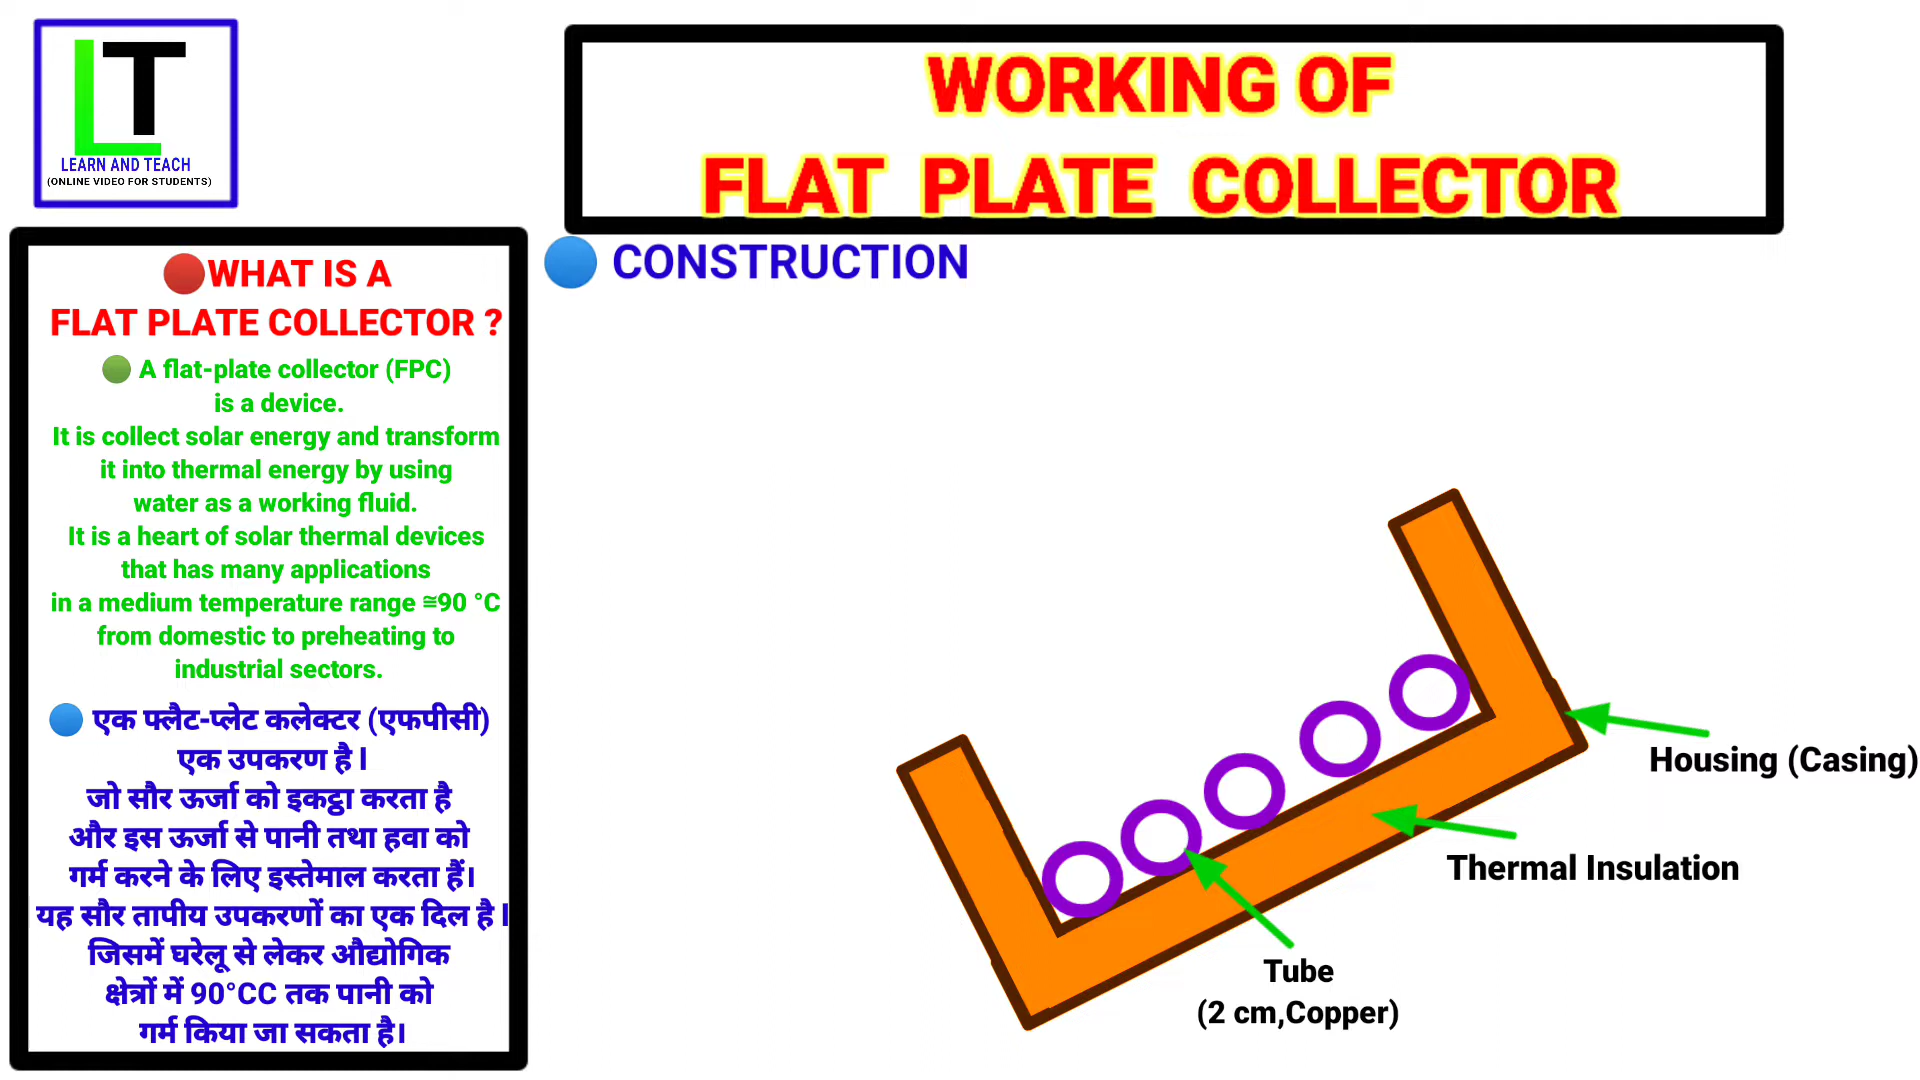 LT
LEARN AND TEACH
(ONLINE VIDEO FOR STUDENTS)
WORKING OF
FLAT PLATE COLLECTOR
WHAT IS A
FLAT PLATE COLLECTOR ?
A flat-plate collector (FPC)
is a device.
It is collect solar energy and transform
it into thermal energy by using
water as a working fluid.
It is a heart of solar thermal devices
that has many applications
in a medium temperature range ≅90 °C
from domestic to preheating to
industrial sectors.
एक फ्लैट-प्लेट कलेक्टर (एफपीसी)
एक उपकरण है l
जो सौर ऊर्जा को इकट्ठा करता है
और इस ऊर्जा से पानी तथा हवा को
गर्म करने के लिए इस्तेमाल करता हैं।
यह सौर तापीय उपकरणों का एक दिल है l
जिसमें घरेलू से लेकर औद्योगिक
क्षेत्रों में 90°CC तक पानी को
गर्म किया जा सकता है।
CONSTRUCTION
Housing (Casing)
Thermal Insulation
Tube
(2 cm,Copper)